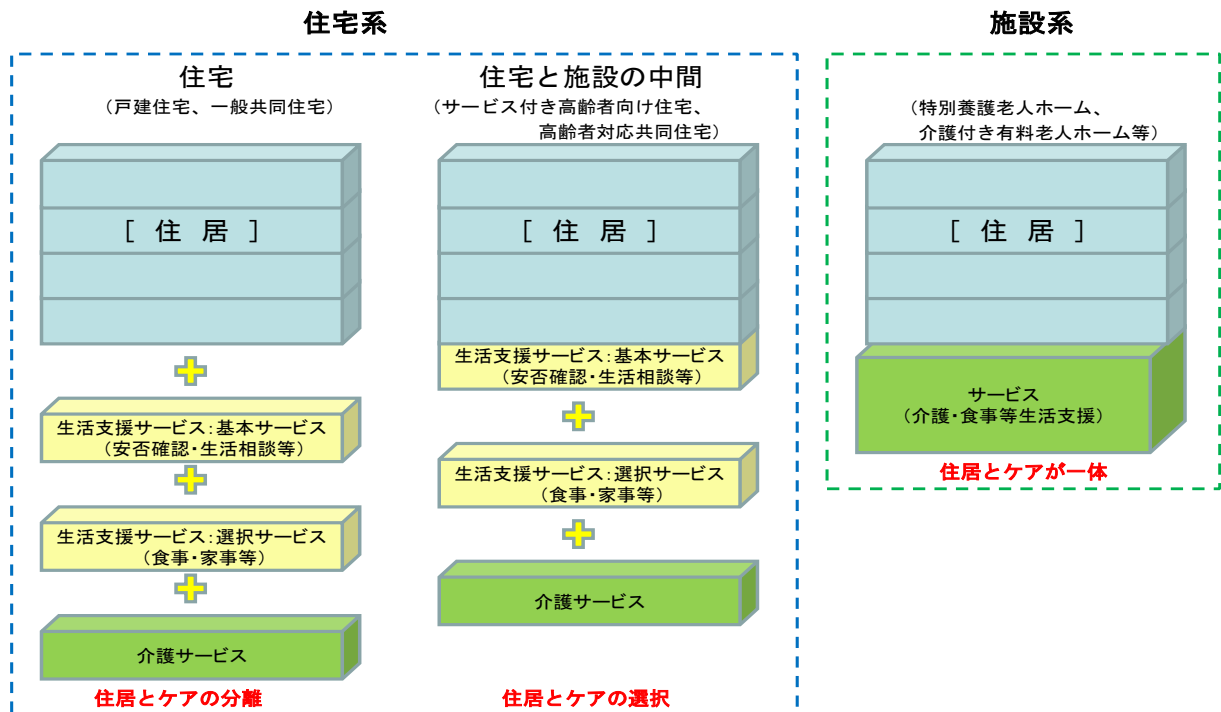 住宅系
住宅
（戸建住宅、一般共同住宅）
[ 住 居 ]
生活支援サービス：基本サービス
（安否確認・生活相談等）
生活支援サービス：選択サービス
（食事・家事等）
介護サービス
住居とケアの分離
住宅と施設の中間
（サービス付き高齢者向け住宅、
高齢者対応共同住宅）
[ 住 居 ]
生活支援サービス：基本サービス
（安否確認・生活相談等）
生活支援サービス：選択サービス
（食事・家事等）
介護サービス
住居とケアの選択
施設系
（特別養護老人ホーム、
介護付き有料老人ホーム等）
[ 住 居 ]
サービス
（介護・食事等生活支援）
住居とケアが一体